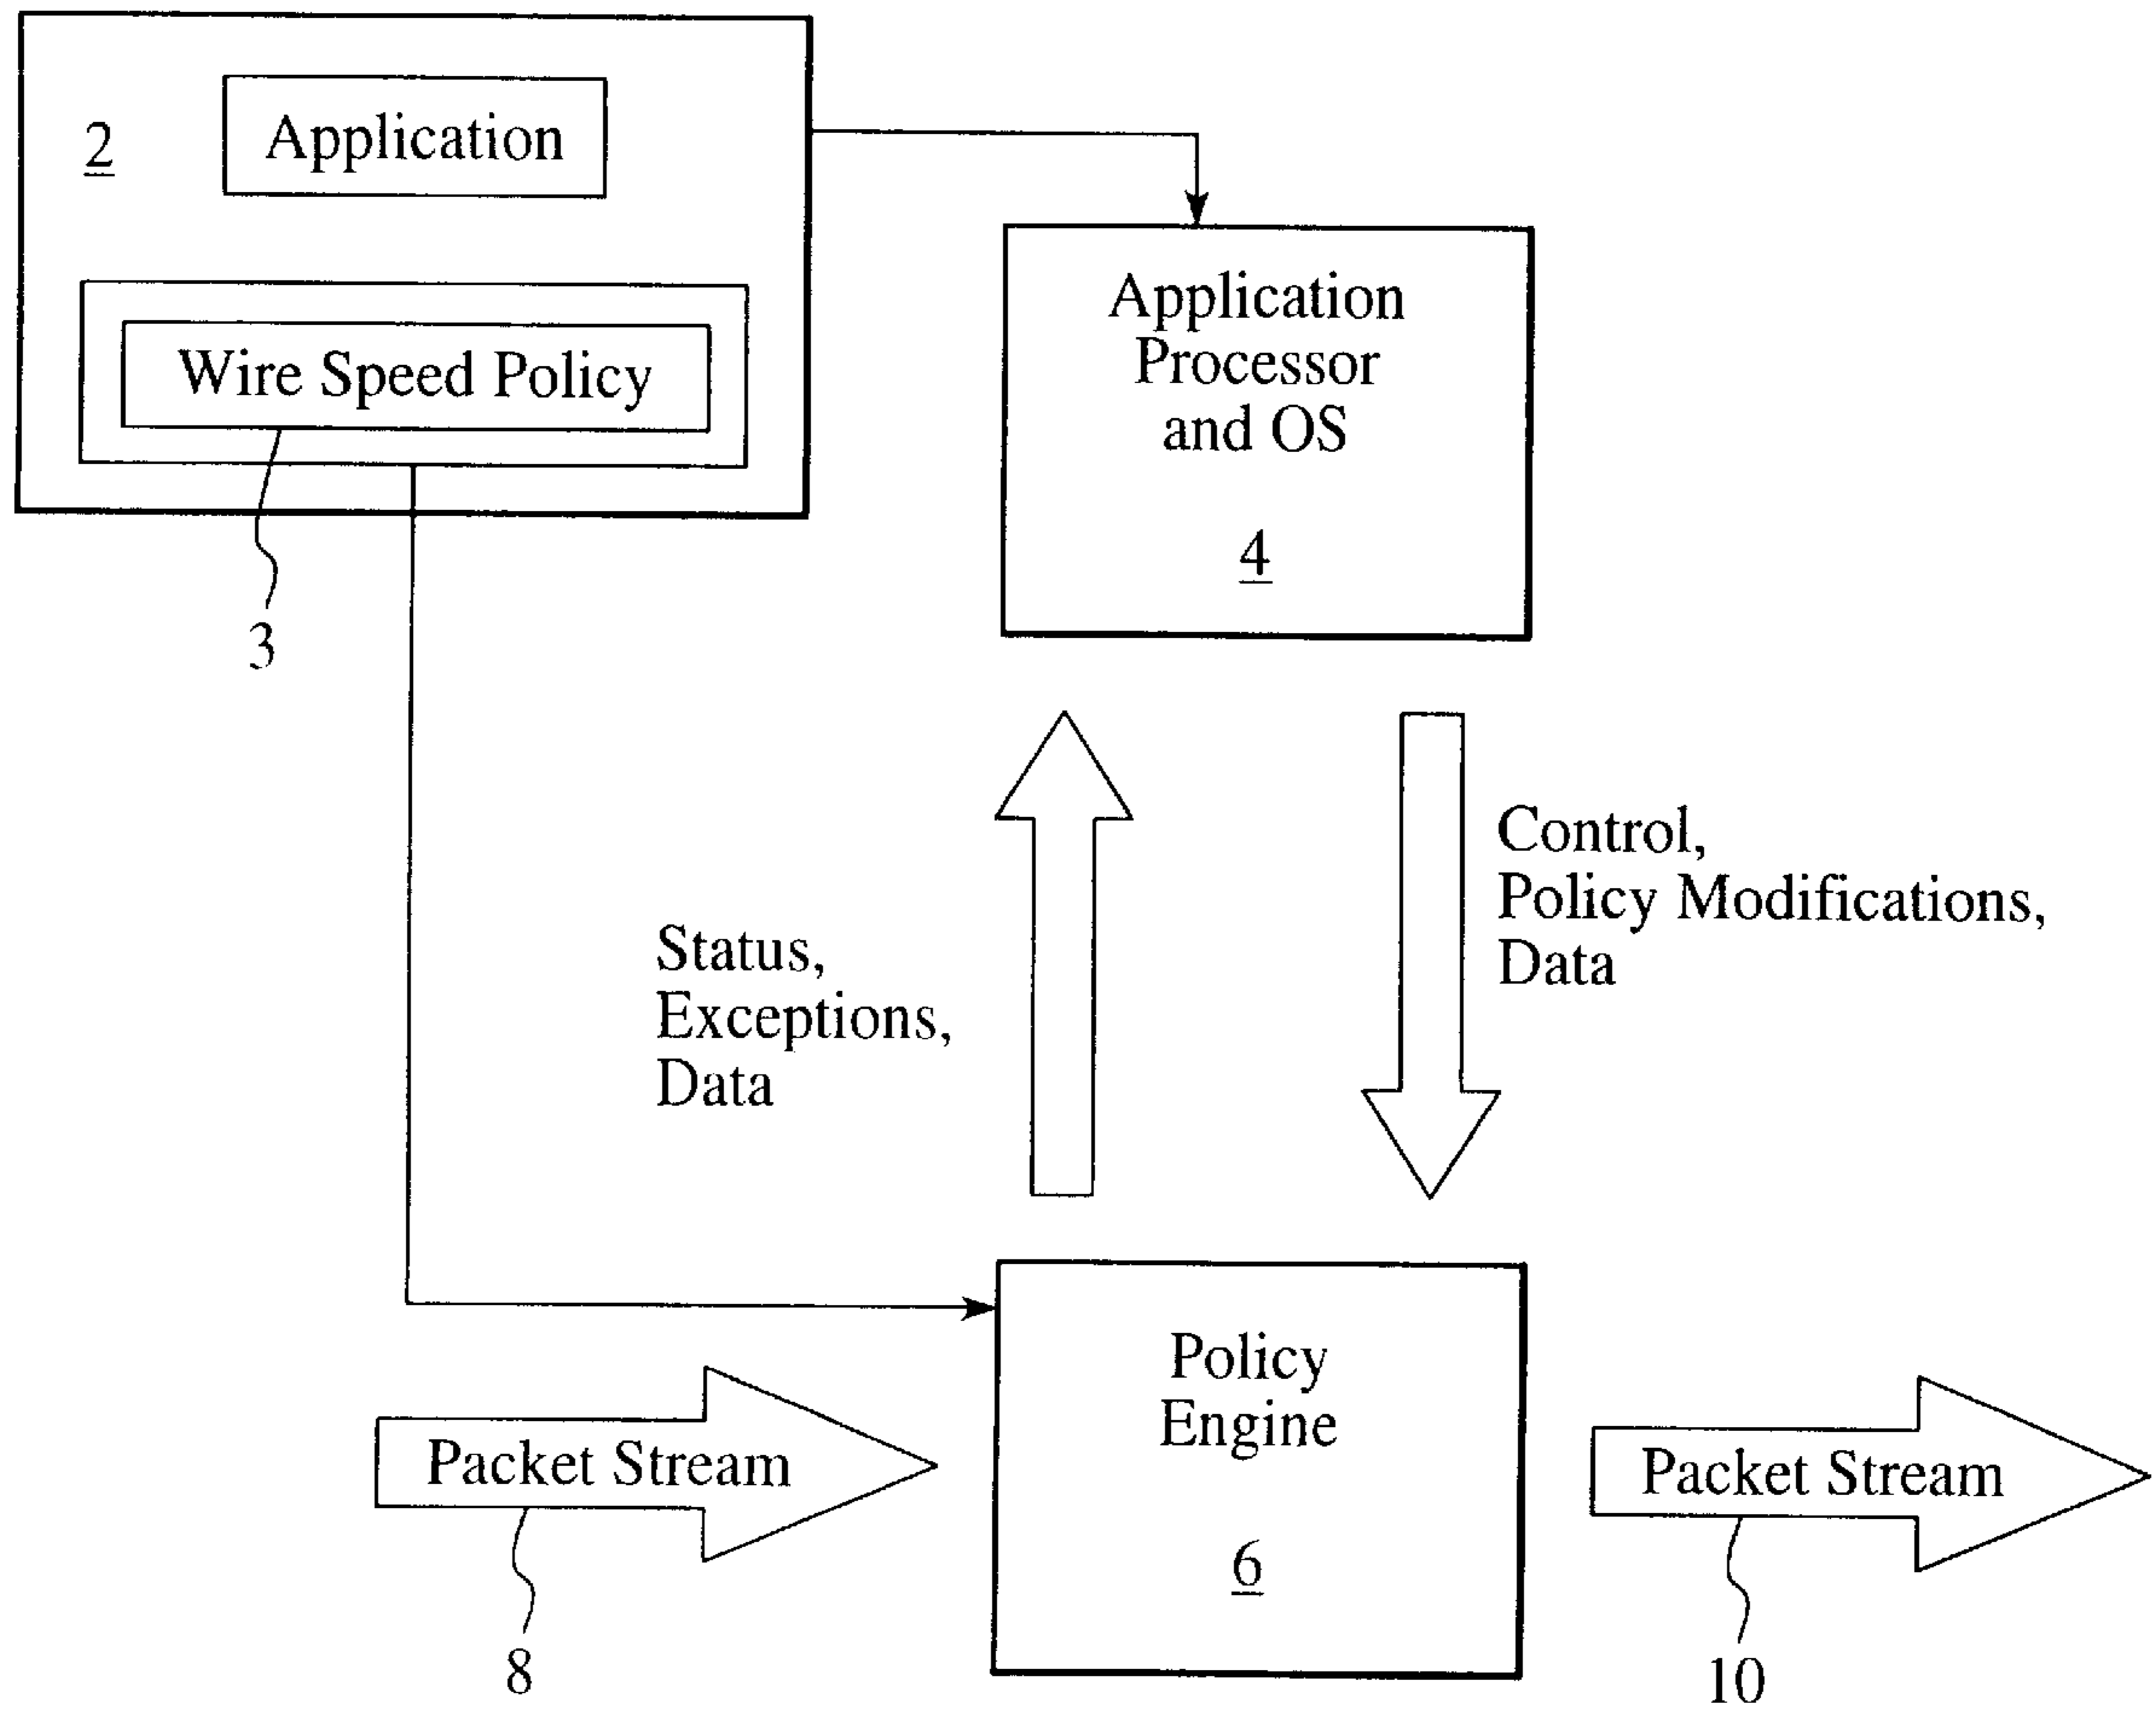 2
Application
Wire Speed Policy
3
Application
Processor
and OS
4
Status,
Exceptions,
Data
Control,
Policy Modifications,
Data
Policy
Engine
6
Packet Stream
8
Packet Stream
10